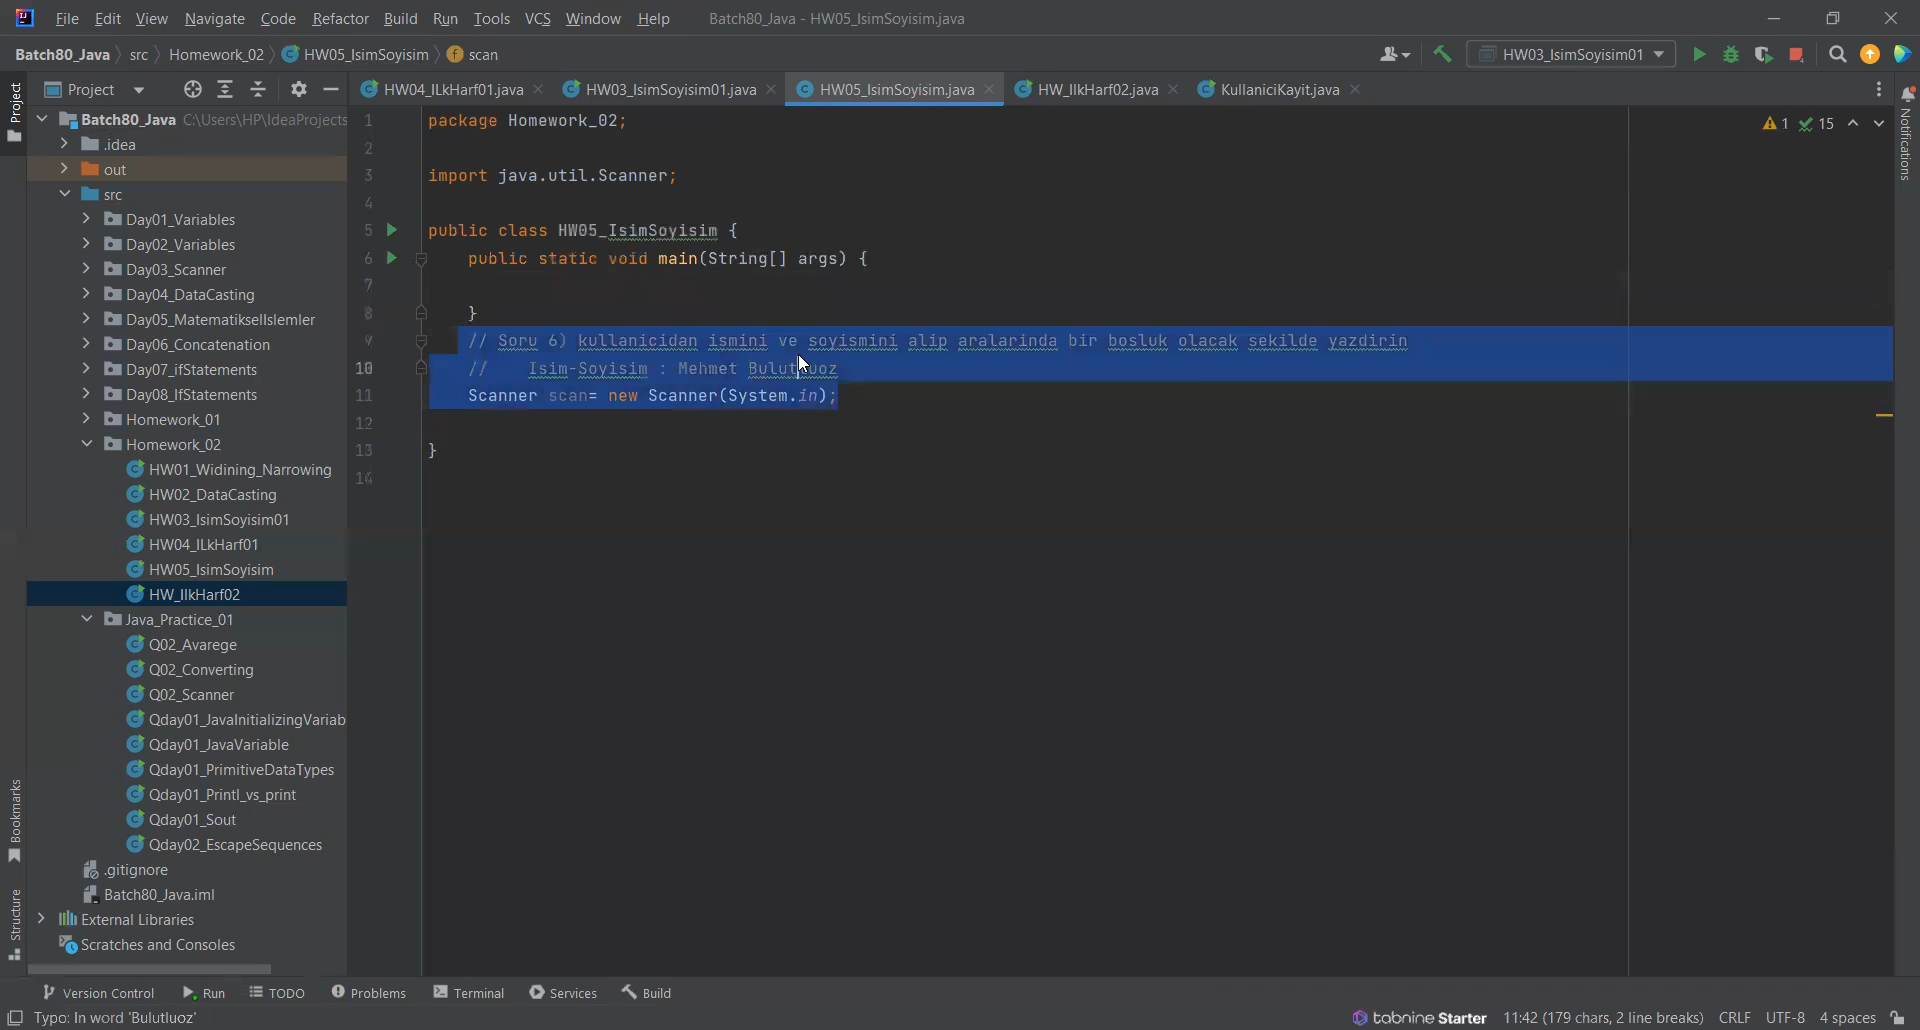 File Edit View Navigate Code Refactor Build Run Tools VCS Window Help Batch80_Java - HW05_IsimSoyisim.java
Batch80_Java src Homework_02 HW05_IsimSoyisim scan HW03_IsimSoyisim01
Project
Project
HW04_ILkHarf01.java HW03_IsimSoyisim01.java HW05_IsimSoyisim.java HW_IlkHarf02.java KullaniciKayit.java
Notifications
Batch80_Java C:\Users\HP\IdeaProjects
.idea
out
src
Day01_Variables
Day02_Variables
Day03_Scanner
Day04_DataCasting
Day05_MatematikselIslemler
Day06_Concatenation
Day07_ifStatements
Day08_IfStatements
Homework_01
Homework_02
HW01_Widining_Narrowing
HW02_DataCasting
HW03_IsimSoyisim01
HW04_ILkHarf01
HW05_IsimSoyisim
HW_IlkHarf02
Java_Practice_01
Q02_Avarege
Q02_Converting
Q02_Scanner
Qday01_JavaInitializingVariab
Qday01_JavaVariable
Qday01_PrimitiveDataTypes
Qday01_Printl_vs_print
Qday01_Sout
Qday02_EscapeSequences
.gitignore
Batch80_Java.iml
External Libraries
Scratches and Consoles
1 package Homework_02;
2
3 import java.util.Scanner;
4
5 public class HW05_IsimSoyisim {
6 public static void main(String[] args) {
7
8 }
9 // Soru 6) kullanicidan ismini ve soyismini alip aralarinda bir bosluk olacak sekilde yazdirin
10 // Isim-Soyisim : Mehmet Bulutluoz
11 Scanner scan= new Scanner(System.in);
12
13 }
14
1 15
Bookmarks
Structure
Version Control Run TODO Problems Terminal Services Build
Typo: In word 'Bulutluoz' tabnine Starter 11:42 (179 chars, 2 line breaks) CRLF UTF-8 4 spaces